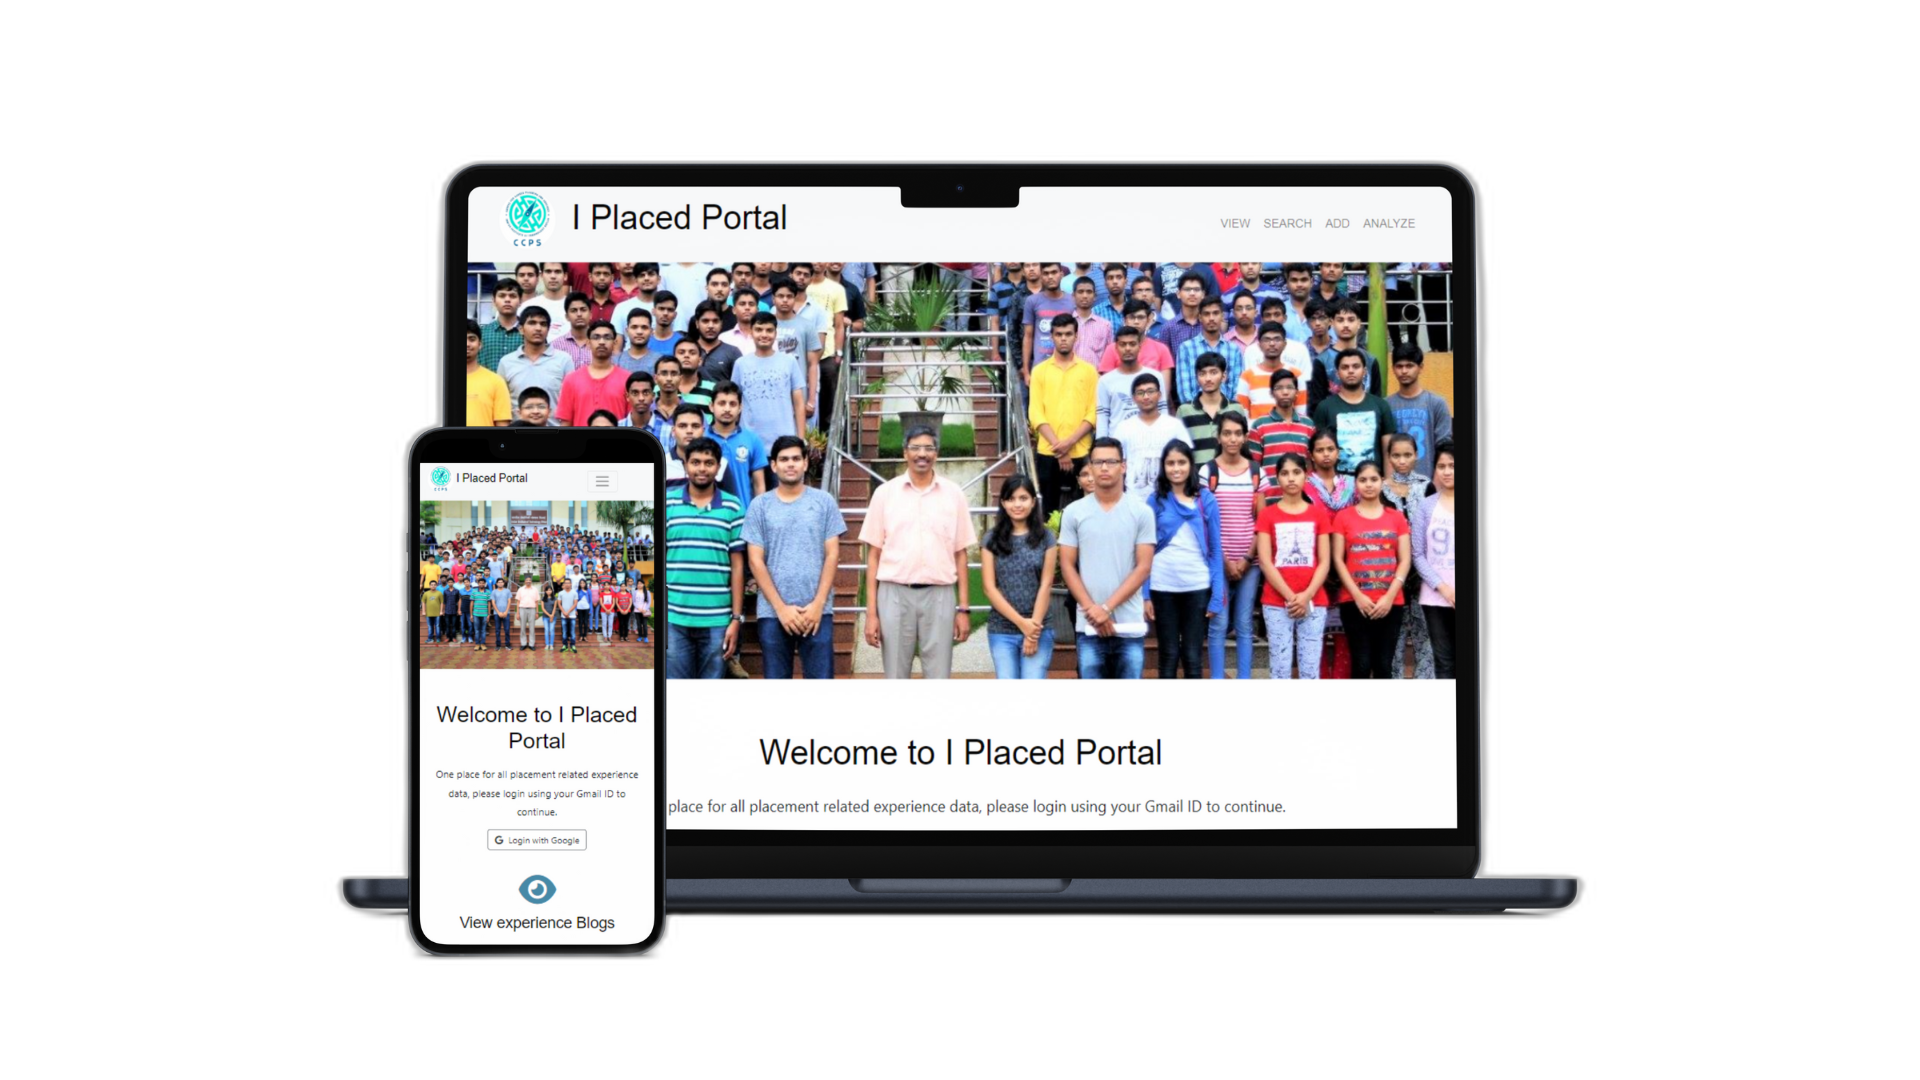 CCPS
I Placed Portal
VIEW SEARCH ADD ANALYZE
PARIS
Welcome to I Placed Portal
place for all placement related experience data, please login using your Gmail ID to continue.
CCPS
I Placed Portal
Welcome to I Placed
Portal
One place for all placement related experience
data, please login using your Gmail ID to
continue.
G Login with Google
View experience Blogs